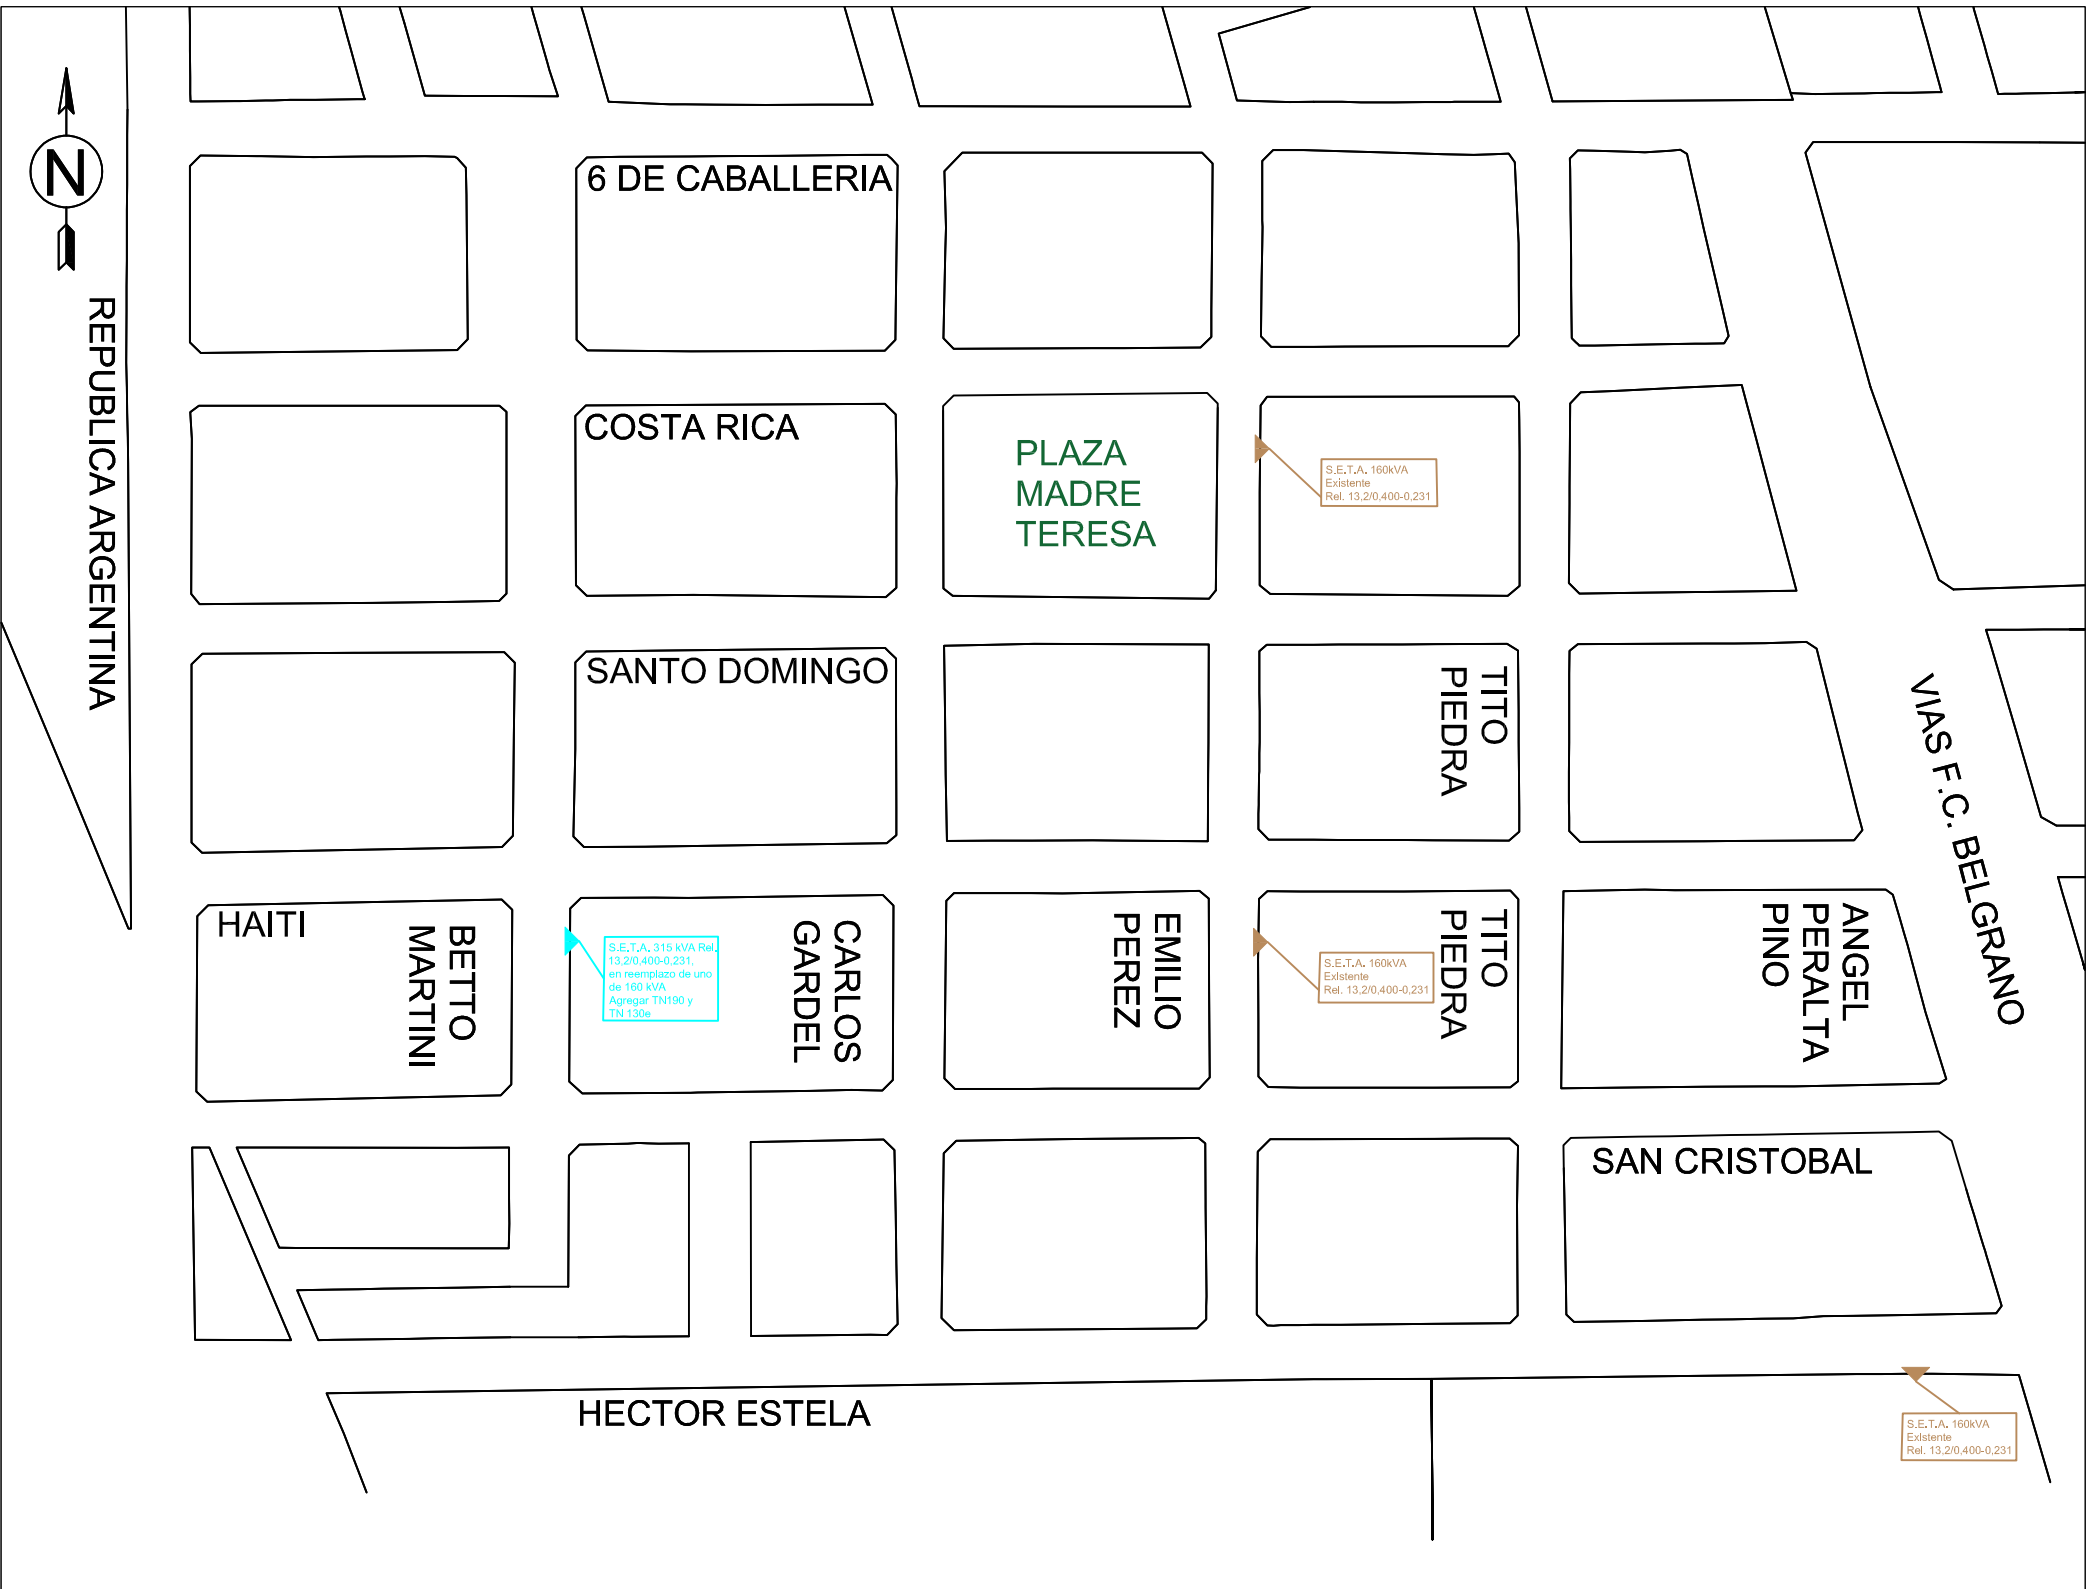 N
REPUBLICA ARGENTINA
6 DE CABALLERIA
COSTA RICA
PLAZA
MADRE
TERESA
S.E.T.A. 160kVA
Existente
Rel. 13,2/0,400-0,231
SANTO DOMINGO
TITO
PIEDRA
VIAS F.C. BELGRANO
HAITI
BETTO
MARTINI
S.E.T.A. 315 kVA Rel.
13,2/0,400-0,231,
en reemplazo de uno
de 160 kVA
Agregar TN190 y
TN 130e
CARLOS
GARDEL
EMILIO
PEREZ
S.E.T.A. 160kVA
Existente
Rel. 13,2/0,400-0,231
TITO
PIEDRA
ANGEL
PERALTA
PINO
SAN CRISTOBAL
HECTOR ESTELA
S.E.T.A. 160kVA
Existente
Rel. 13,2/0,400-0,231